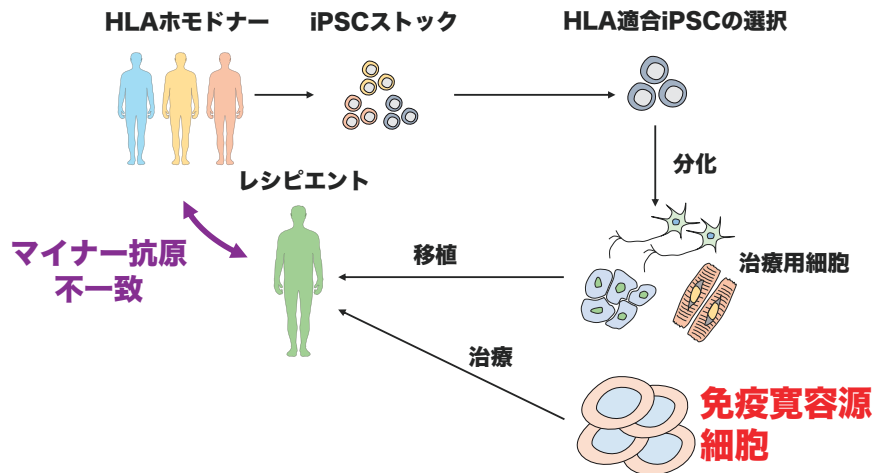 HLAホモドナー
iPSCストック
HLA適合iPSCの選択
分化
レシピエント
マイナー抗原
不一致
移植
治療用細胞
治療
免疫寛容源
細胞